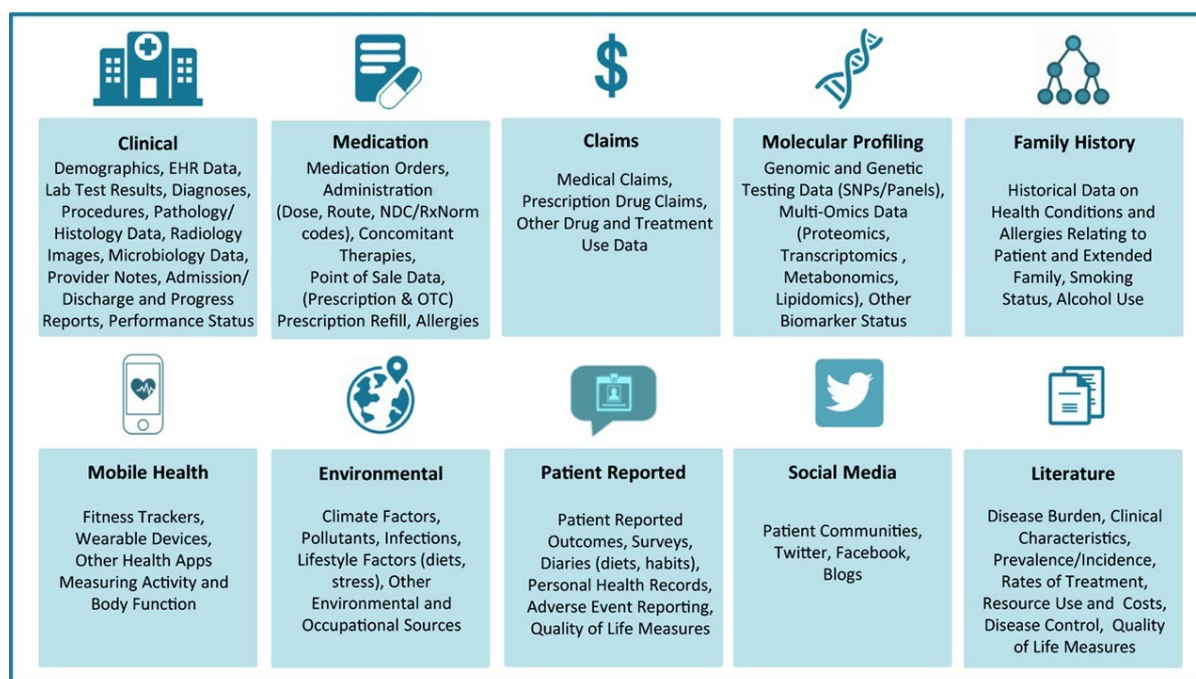 $
Clinical
Demographics, EHR Data,
Lab Test Results, Diagnoses,
Procedures, Pathology/
Histology Data, Radiology
Images, Microbiology Data,
Provider Notes, Admission/
Discharge and Progress
Reports, Performance Status
Medication
Medication Orders,
Administration
(Dose, Route, NDC/RxNorm
codes), Concomitant
Therapies,
Point of Sale Data,
(Prescription & OTC)
Prescription Refill, Allergies
Claims
Medical Claims,
Prescription Drug Claims,
Other Drug and Treatment
Use Data
Molecular Profiling
Genomic and Genetic
Testing Data (SNPs/Panels),
Multi-Omics Data
(Proteomics,
Transcriptomics ,
Metabonomics,
Lipidomics), Other
Biomarker Status
Family History
Historical Data on
Health Conditions and
Allergies Relating to
Patient and Extended
Family, Smoking
Status, Alcohol Use
Mobile Health
Fitness Trackers,
Wearable Devices,
Other Health Apps
Measuring Activity and
Body Function
Environmental
Climate Factors,
Pollutants, Infections,
Lifestyle Factors (diets,
stress), Other
Environmental and
Occupational Sources
Patient Reported
Patient Reported
Outcomes, Surveys,
Diaries (diets, habits),
Personal Health Records,
Adverse Event Reporting,
Quality of Life Measures
Social Media
Patient Communities,
Twitter, Facebook,
Blogs
Literature
Disease Burden, Clinical
Characteristics,
Prevalence/Incidence,
Rates of Treatment,
Resource Use and Costs,
Disease Control, Quality
of Life Measures